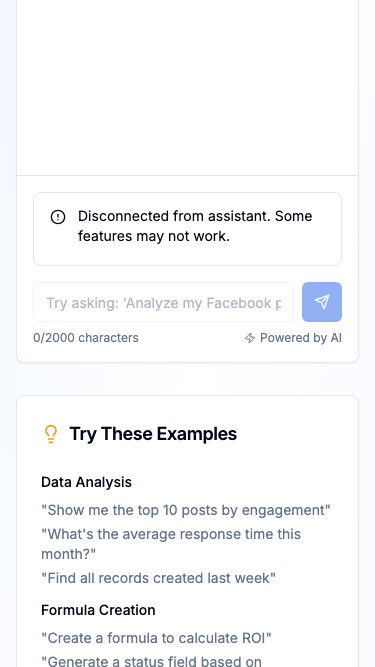 Disconnected from assistant. Some
features may not work.
Try asking: 'Analyze my Facebook p
0/2000 characters
Powered by AI
Try These Examples
Data Analysis
"Show me the top 10 posts by engagement"
"What's the average response time this
month?"
"Find all records created last week"
Formula Creation
"Create a formula to calculate ROI"
"Generate a status field based on